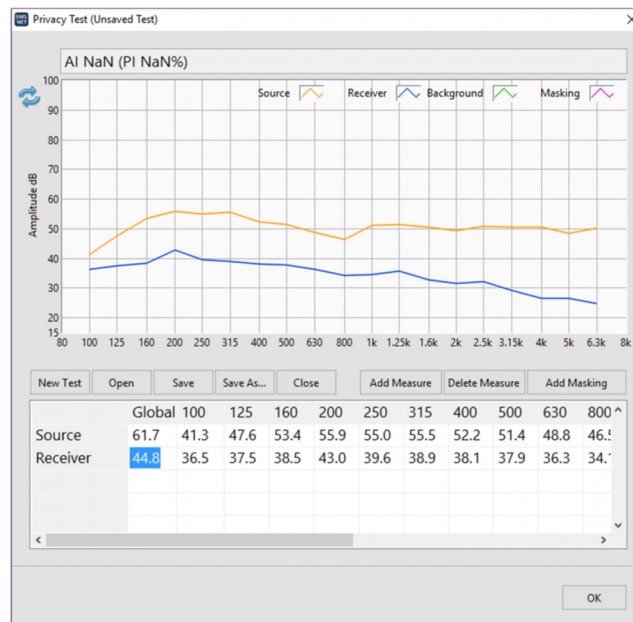 SMS NET
Privacy Test (Unsaved Test)
AI NaN (PI NaN%)
Source Receiver Background Masking
Amplitude dB
100
90
80
70
60
50
40
30
20
15
80 100 125 160 200 250 315 400 500 630 800 1k 1.25k 1.6k 2k 2.5k 3.15k 4k 5k 6.3k 8k
New Test Open Save Save As... Close Add Measure Delete Measure Add Masking
Global 100 125 160 200 250 315 400 500 630 800
Source 61.7 41.3 47.6 53.4 55.9 55.0 55.5 52.2 51.4 48.8 46.5
Receiver 44.8 36.5 37.5 38.5 43.0 39.6 38.9 38.1 37.9 36.3 34.1
OK